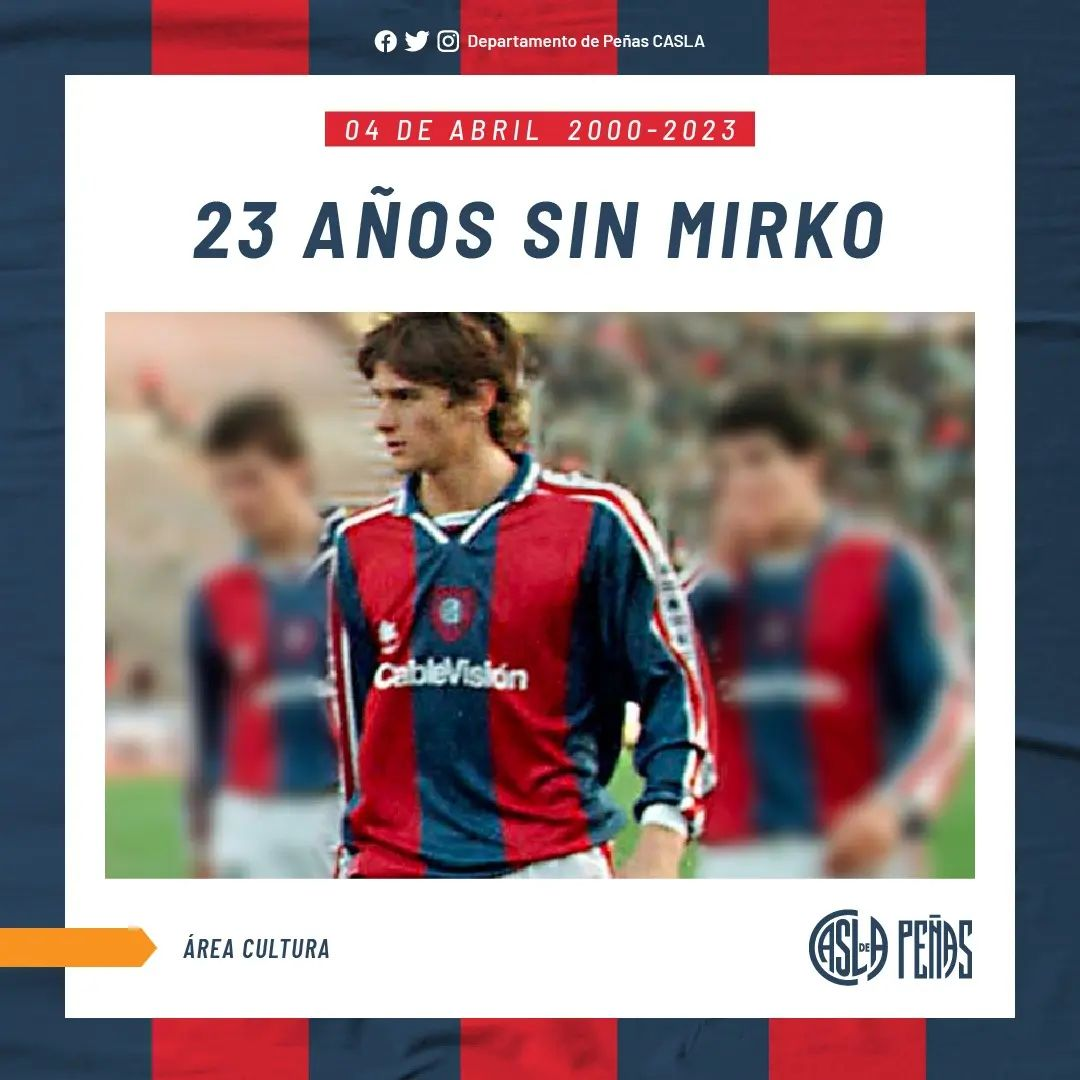 Departamento de Peñas CASLA
04 DE ABRIL 2000-2023
23 AÑOS SIN MIRKO
CableVisión
ÁREA CULTURA
CASLA DE PEÑAS